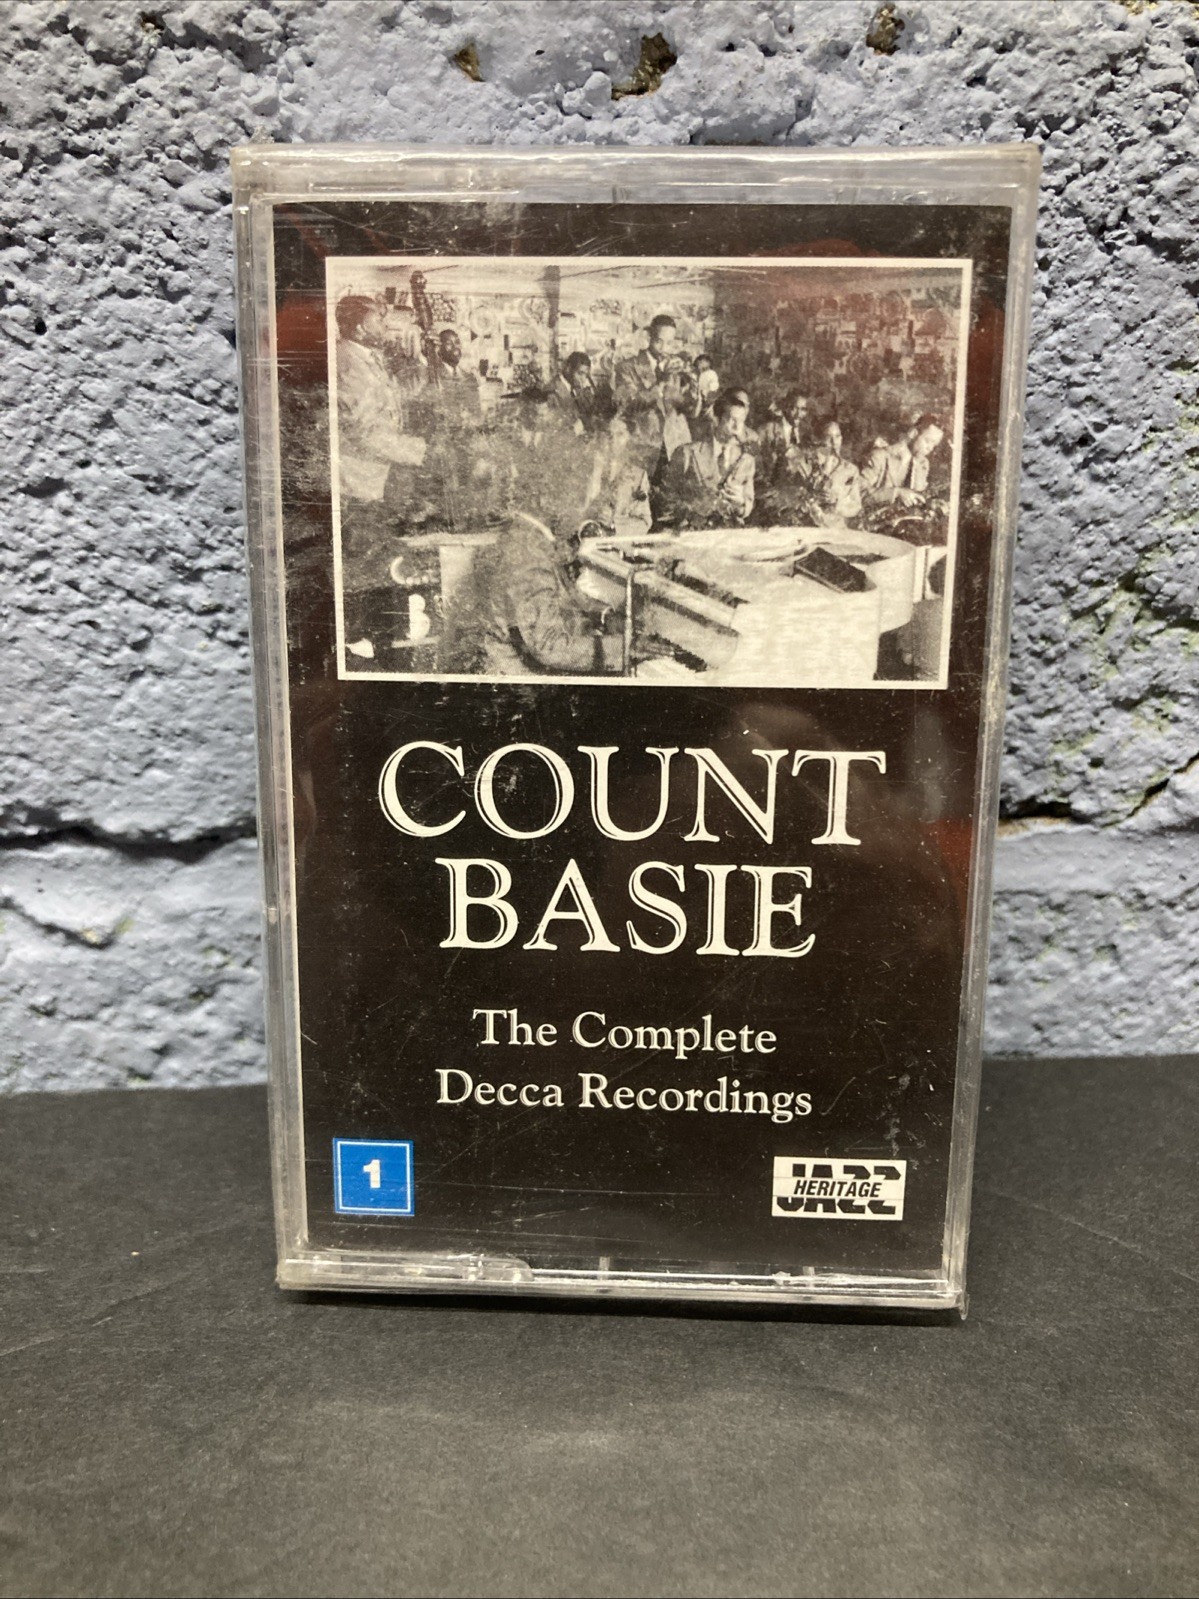 COUNT
BASIE
The Complete
Decca Recordings
1
JAZZ
HERITAGE